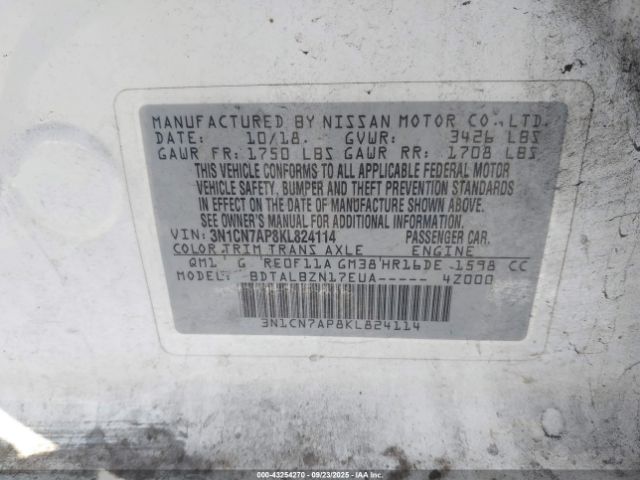 MANUFACTURED BY NISSAN MOTOR CO.,LTD.
DATE: 10/18. GVWR: 3426 LBS
GAWR FR: 1750 LBS GAWR RR: 1708 LBS
THIS VEHICLE CONFORMS TO ALL APPLICABLE FEDERAL MOTOR
VEHICLE SAFETY, BUMPER AND THEFT PREVENTION STANDARDS
IN EFFECT ON THE DATE OF MANUFACTURE SHOWN ABOVE.
SEE OWNER'S MANUAL FOR ADDITIONAL INFORMATION.
VIN: 3N1CN7AP8KL824114 PASSENGER CAR.
COLOR TRIM TRANS AXLE ENGINE
QM1 G RE0F11A GM38 HR16DE 1598 CC
MODEL: BDTALBZN17EUA----- 4Z000
3N1CN7AP8KL824114
000-43254270 - (09/23/2025) - IAAI.COM